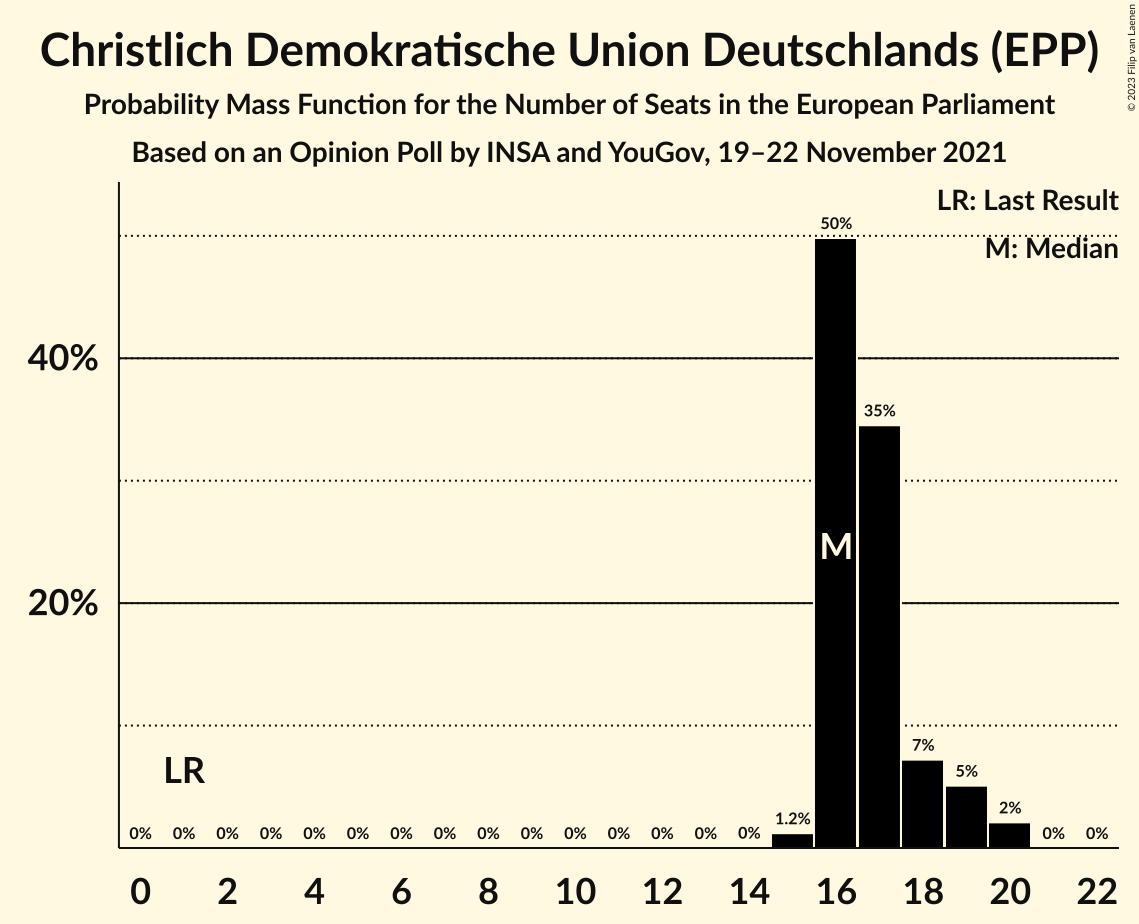 Christlich Demokratische Union Deutschlands (EPP)
Probability Mass Function for the Number of Seats in the European Parliament
Based on an Opinion Poll by INSA and YouGov, 19–22 November 2021
© 2023 Filip van Laenen
LR: Last Result
M: Median
50%
40%
35%
M
20%
LR
7%
5%
2%
1.2%
0% 0% 0% 0% 0% 0% 0% 0% 0% 0% 0% 0% 0% 0% 0% 0% 0%
0 2 4 6 8 10 12 14 16 18 20 22